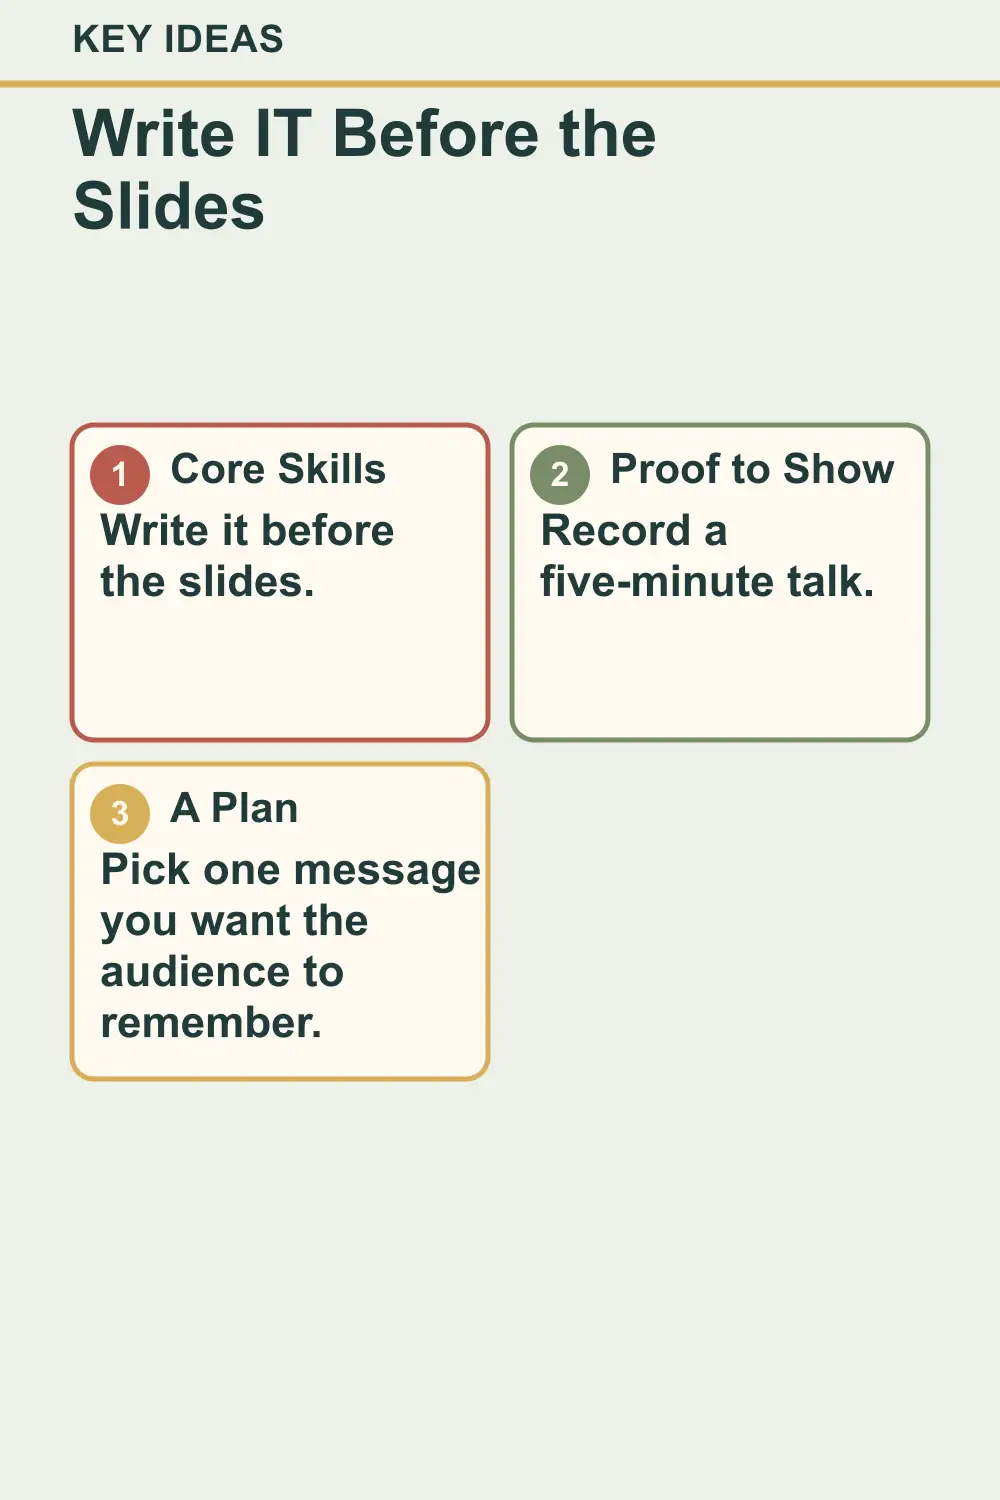 KEY IDEAS
Write IT Before the
Slides
1 Core Skills
Write it before
the slides.
2 Proof to Show
Record a
five-minute talk.
3 A Plan
Pick one message
you want the
audience to
remember.